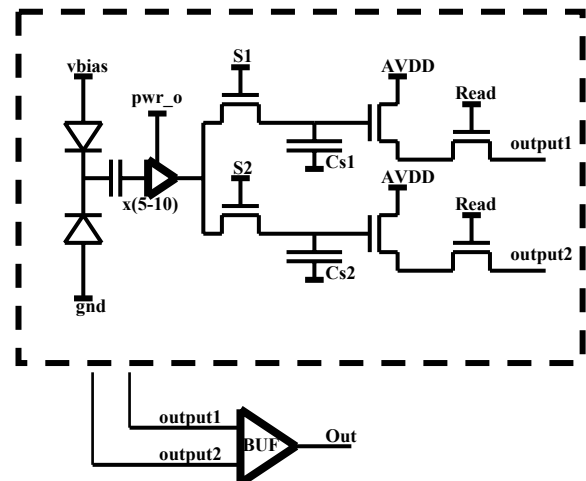 S1
vbias
AVDD
pwr_o
Read
output1
Cs1
S2
AVDD
x(5-10)
Read
output2
Cs2
gnd
output1
BUF
Out
output2